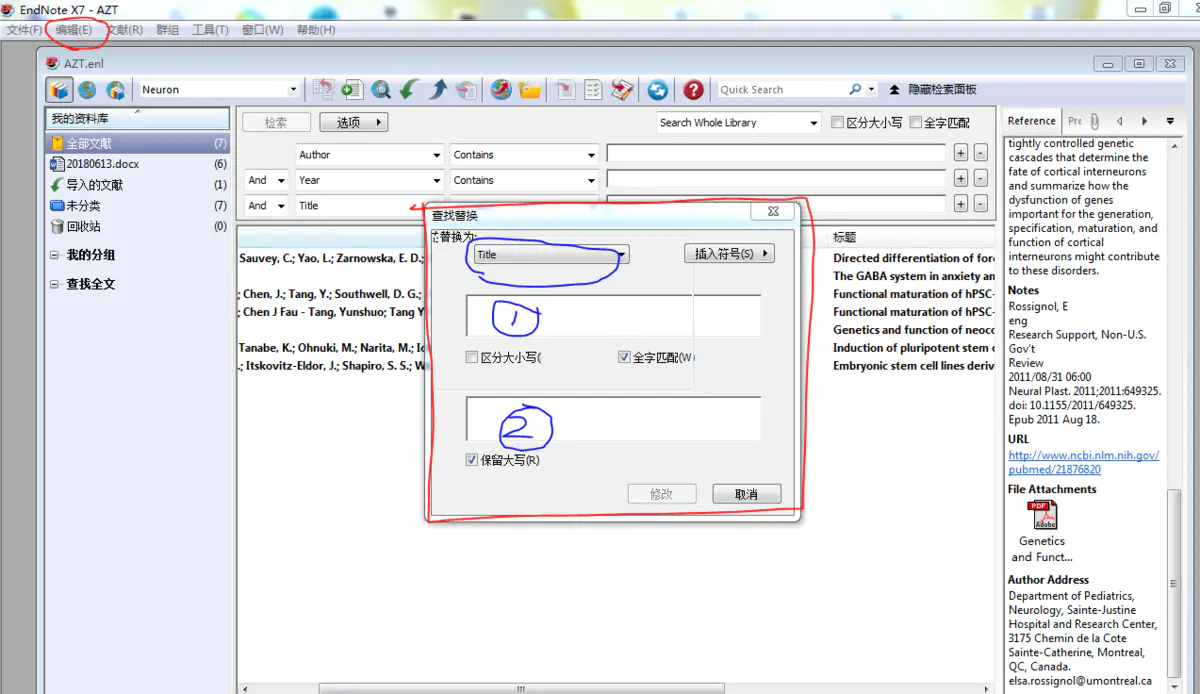 EndNote X7 - AZT
文件(F) 编辑(E) 文献(R) 群组 工具(T) 窗口(W) 帮助(H)
AZT.enl
Neuron
Quick Search
隐藏检索面板
我的资料库
全部文献 (7)
20180613.docx (6)
导入的文献 (1)
未分类 (7)
回收站 (0)
我的分组
查找全文
检索 选项 Search Whole Library 区分大小写 全字匹配
Author Contains + -
And Year Contains + -
And Title + -
标题
Sauvey, C.; Yao, L.; Zarnowska, E. D.; Directed differentiation of for
The GABA system in anxiety an
; Chen, J.; Tang, Y.; Southwell, D. G.; Functional maturation of hPSC-
; Chen J Fau - Tang, Yunshuo; Tang Y Functional maturation of hPSC-
Genetics and function of neoco
Tanabe, K.; Ohnuki, M.; Narita, M.; Ic Induction of pluripotent stem c
.; Itskovitz-Eldor, J.; Shapiro, S. S.; W Embryonic stem cell lines deriv
查找替换
替换为:
Title 插入符号(S)
1
区分大小写( 全字匹配(W)
2
保留大写(R)
修改 取消
Reference Pre
tightly controlled genetic
cascades that determine the
fate of cortical interneurons
and summarize how the
dysfunction of genes
important for the generation,
specification, maturation, and
function of cortical
interneurons might contribute
to these disorders.
Notes
Rossignol, E
eng
Research Support, Non-U.S.
Gov't
Review
2011/08/31 06:00
Neural Plast. 2011;2011:649325.
doi: 10.1155/2011/649325.
Epub 2011 Aug 18.
URL
http://www.ncbi.nlm.nih.gov/
pubmed/21876820
File Attachments
PDF
Adobe
Genetics
and Funct...
Author Address
Department of Pediatrics,
Neurology, Sainte-Justine
Hospital and Research Center,
3175 Chemin de la Cote
Sainte-Catherine, Montreal,
QC, Canada.
elsa.rossignol@umontreal.ca